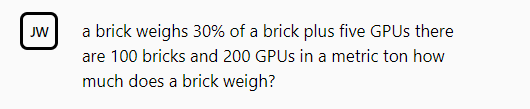 JW
a brick weighs 30% of a brick plus five GPUs there
are 100 bricks and 200 GPUs in a metric ton how
much does a brick weigh?